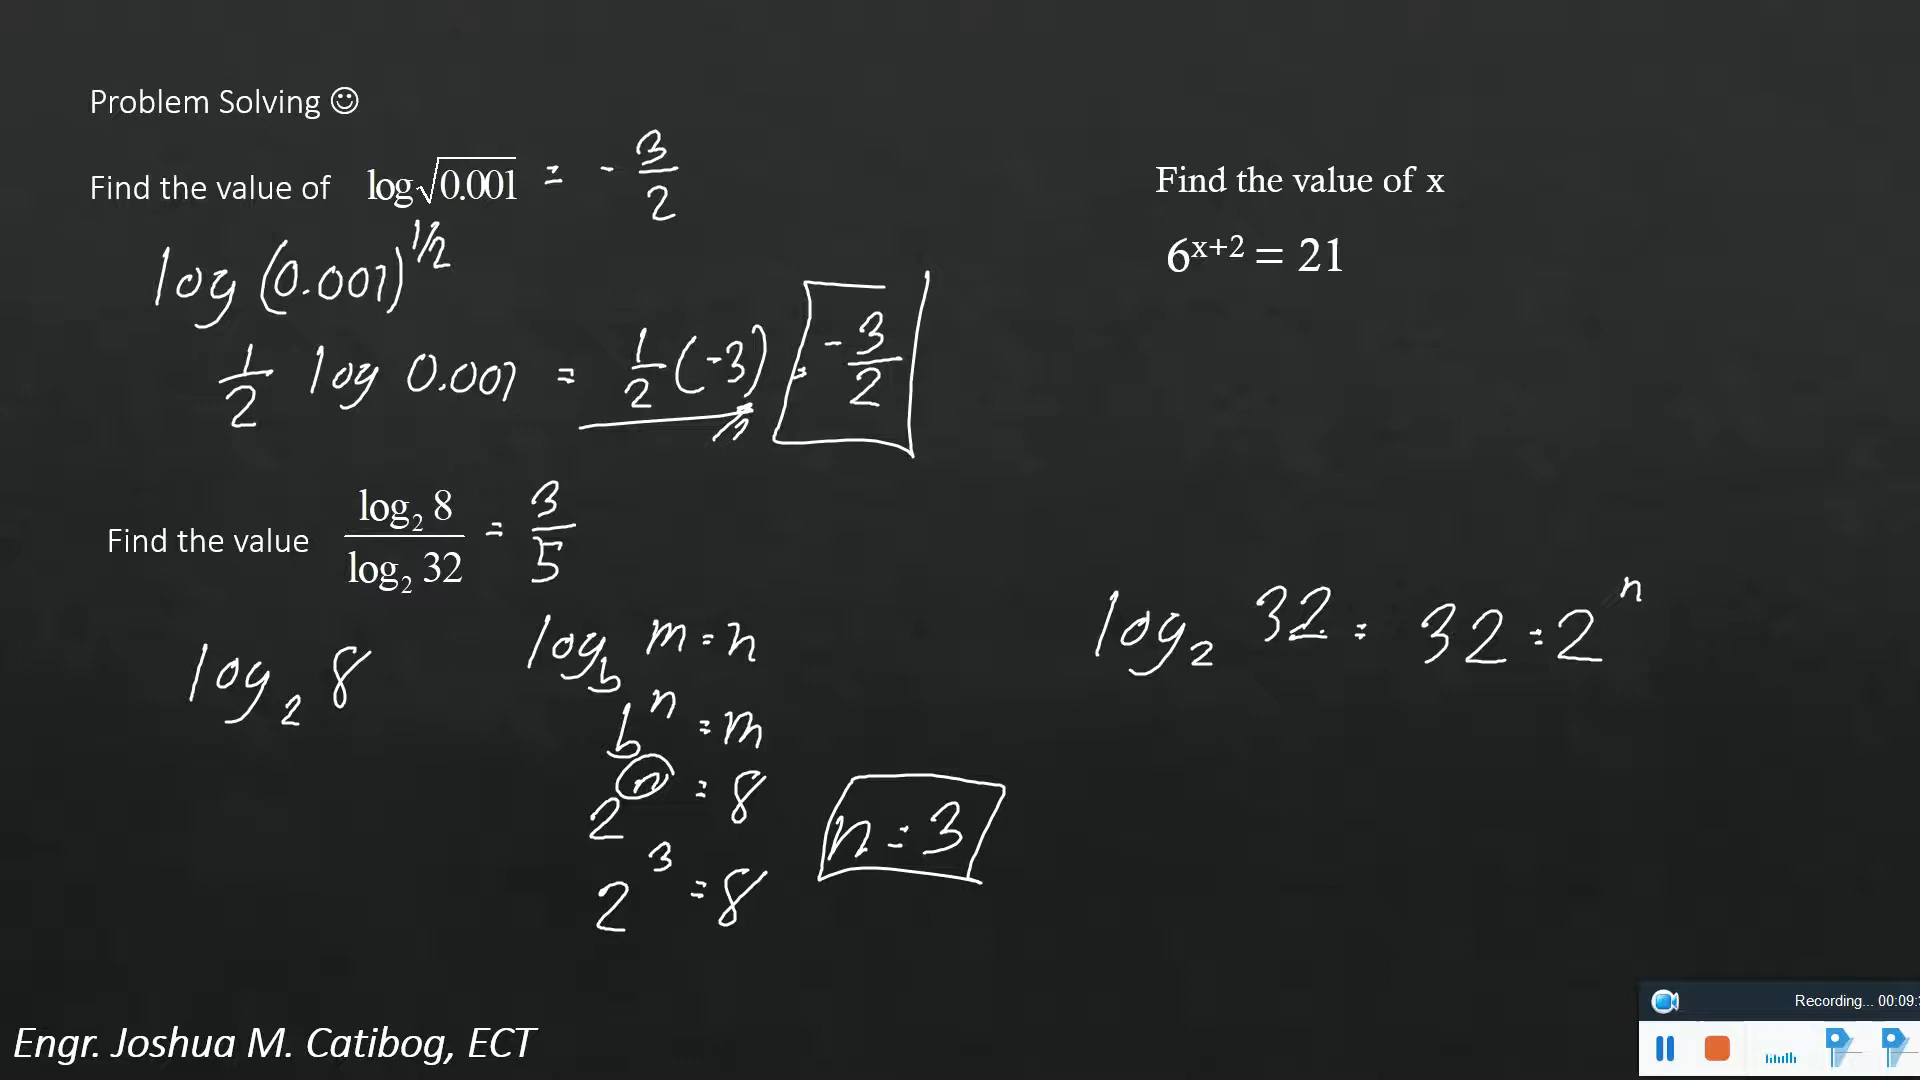 Problem Solving ☺
Find the value of log√0.001 = -3/2
log (0.001)^1/2
1/2 log 0.001 = 1/2 (-3) = -3/2
Find the value log₂ 8 / log₂ 32 = 3/5
log₂ 8
log_b m = n
b^n = m
2^n = 8
2^3 = 8
n = 3
Find the value of x
6^x+2 = 21
log₂ 32 = 32 = 2^n
Engr. Joshua M. Catibog, ECT
Recording... 00:09: